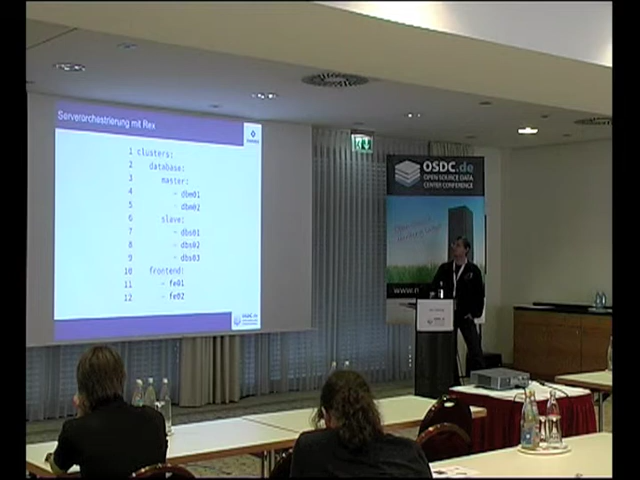 Serverorchestrierung mit Rex
1 clusters:
2 database:
3 master:
4 - dbm01
5 - dbm02
6 slave:
7 - dbs01
8 - dbs02
9 - dbs03
10 frontend:
11 - fe01
12 - fe02
OSDC.de
OPEN SOURCE DATA
CENTER CONFERENCE